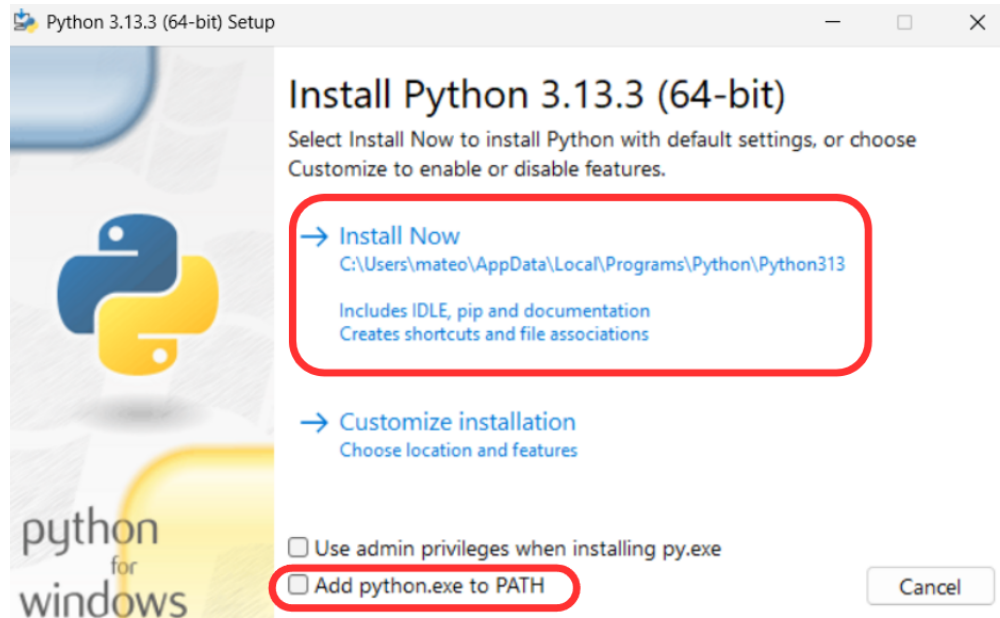 Python 3.13.3 (64-bit) Setup
Install Python 3.13.3 (64-bit)
Select Install Now to install Python with default settings, or choose
Customize to enable or disable features.
Install Now
C:\Users\mateo\AppData\Local\Programs\Python\Python313
Includes IDLE, pip and documentation
Creates shortcuts and file associations
Customize installation
Choose location and features
Use admin privileges when installing py.exe
Add python.exe to PATH
Cancel
python
for
windows